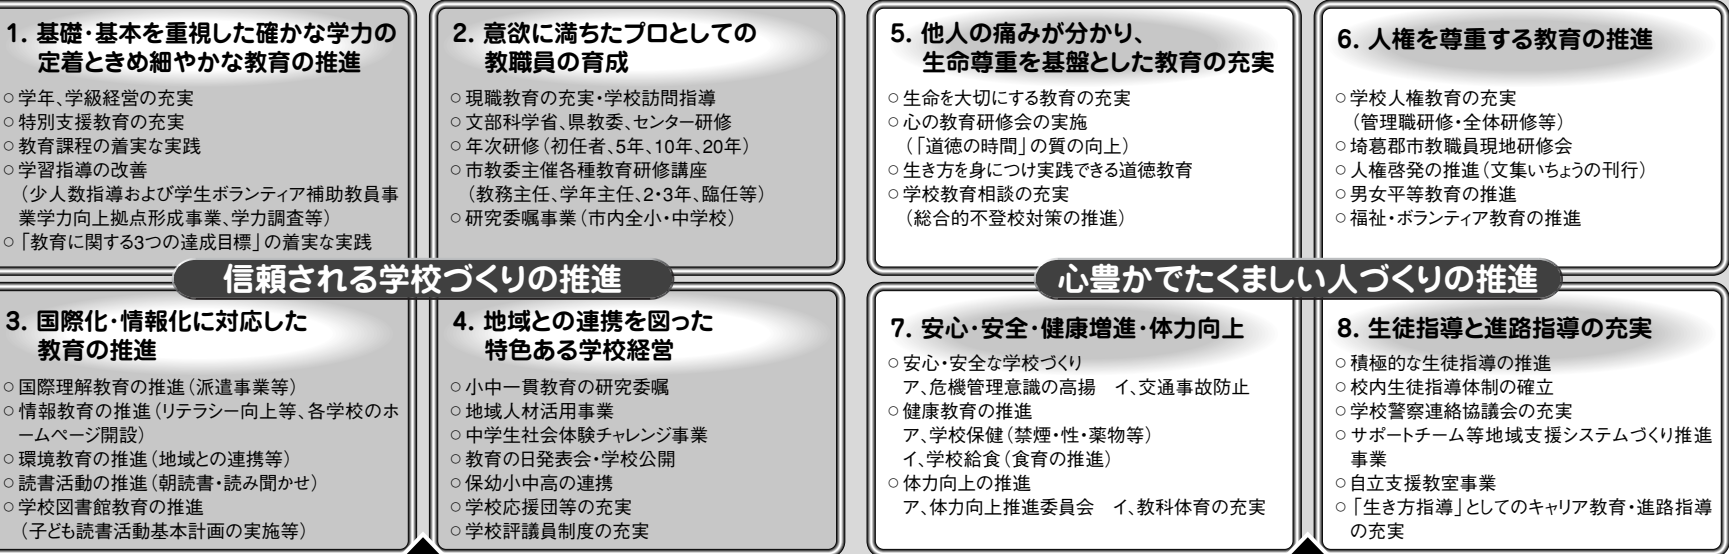 1. 基礎・基本を重視した確かな学力の
定着ときめ細やかな教育の推進
○学年、学級経営の充実
○特別支援教育の充実
○教育課程の着実な実践
○学習指導の改善
（少人数指導および学生ボランティア補助教員事
業学力向上拠点形成事業、学力調査等）
○「教育に関する3つの達成目標」の着実な実践
2. 意欲に満ちたプロとしての
教職員の育成
○現職教育の充実・学校訪問指導
○文部科学省、県教委、センター研修
○年次研修（初任者、5年、10年、20年）
○市教委主催各種教育研修講座
（教務主任、学年主任、2・3年、臨任等）
○研究委嘱事業（市内全小・中学校）
信頼される学校づくりの推進
3. 国際化・情報化に対応した
教育の推進
○国際理解教育の推進（派遣事業等）
○情報教育の推進（リテラシー向上等、各学校のホ
ームページ開設）
○環境教育の推進（地域との連携等）
○読書活動の推進（朝読書・読み聞かせ）
○学校図書館教育の推進
（子ども読書活動基本計画の実施等）
4. 地域との連携を図った
特色ある学校経営
○小中一貫教育の研究委嘱
○地域人材活用事業
○中学生社会体験チャレンジ事業
○教育の日発表会・学校公開
○保幼小中高の連携
○学校応援団等の充実
○学校評議員制度の充実
5. 他人の痛みが分かり、
生命尊重を基盤とした教育の充実
○生命を大切にする教育の充実
○心の教育研修会の実施
（「道徳の時間」の質の向上）
○生き方を身につけ実践できる道徳教育
○学校教育相談の充実
（総合的不登校対策の推進）
6. 人権を尊重する教育の推進
○学校人権教育の充実
（管理職研修・全体研修等）
○埼葛郡市教職員現地研修会
○人権啓発の推進（文集いちょうの刊行）
○男女平等教育の推進
○福祉・ボランティア教育の推進
心豊かでたくましい人づくりの推進
7. 安心・安全・健康増進・体力向上
○安心・安全な学校づくり
ア、危機管理意識の高揚　イ、交通事故防止
○健康教育の推進
ア、学校保健（禁煙・性・薬物等）
イ、学校給食（食育の推進）
○体力向上の推進
ア、体力向上推進委員会　イ、教科体育の充実
8. 生徒指導と進路指導の充実
○積極的な生徒指導の推進
○校内生徒指導体制の確立
○学校警察連絡協議会の充実
○サポートチーム等地域支援システムづくり推進
事業
○自立支援教室事業
○「生き方指導」としてのキャリア教育・進路指導
の充実